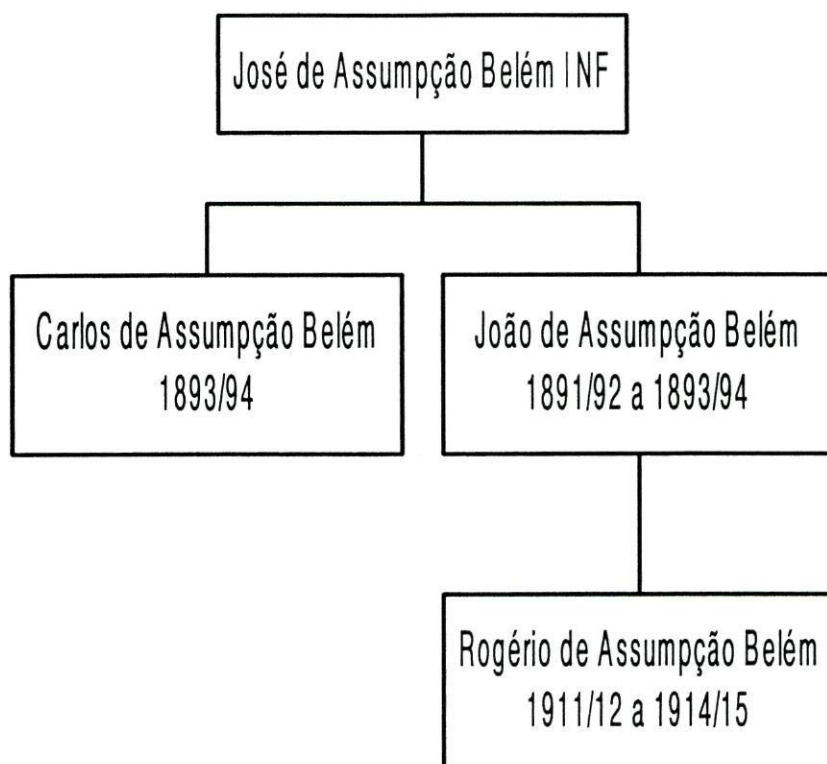 José de Assumpção Belém INF
Carlos de Assumpção Belém
1893/94
João de Assumpção Belém
1891/92 a 1893/94
Rogério de Assumpção Belém
1911/12 a 1914/15